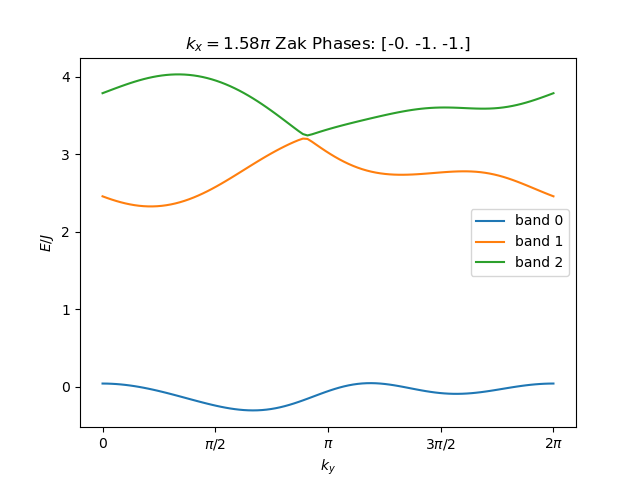 $k_x = 1.58\pi$ Zak Phases: [-0. -1. -1.]
4
3
2
1
0
E/J
band 0
band 1
band 2
0
π/2
π
3π/2
2π
$k_y$